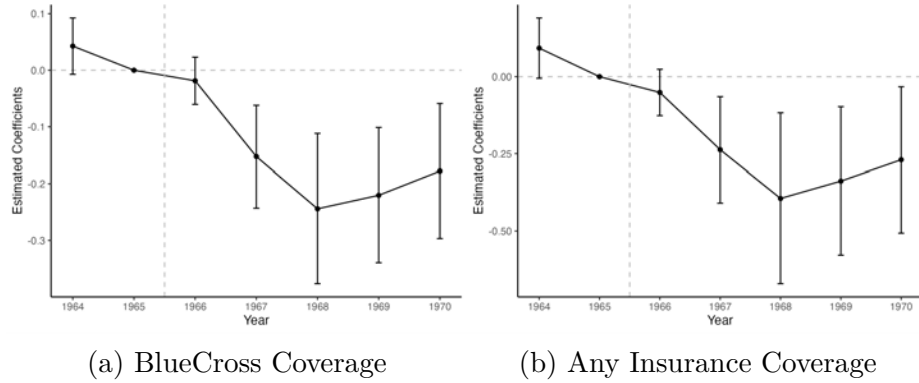 0.1
0.0
-0.1
-0.2
-0.3
Estimated Coefficients
1964 1965 1966 1967 1968 1969 1970
Year
(a) BlueCross Coverage
0.00
-0.25
-0.50
Estimated Coefficients
1964 1965 1966 1967 1968 1969 1970
Year
(b) Any Insurance Coverage